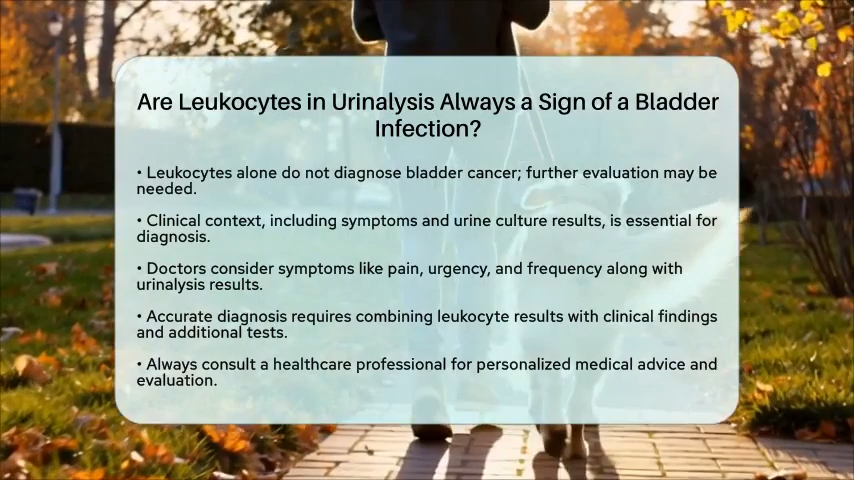 Are Leukocytes in Urinalysis Always a Sign of a Bladder
Infection?
• Leukocytes alone do not diagnose bladder cancer; further evaluation may be
needed.
• Clinical context, including symptoms and urine culture results, is essential for
diagnosis.
• Doctors consider symptoms like pain, urgency, and frequency along with
urinalysis results.
• Accurate diagnosis requires combining leukocyte results with clinical findings
and additional tests.
• Always consult a healthcare professional for personalized medical advice and
evaluation.